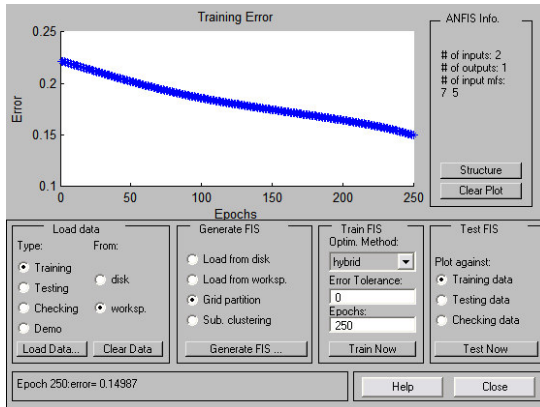 Training Error
0.25
0.2
0.15
0.1
Error
0
50
100
150
200
250
Epochs
ANFIS Info.
# of inputs: 2
# of outputs: 1
# of input mfs:
7 5
Structure
Clear Plot
Load data
Type:
From:
Training
Testing
Checking
Demo
disk
worksp.
Load Data...
Clear Data
Generate FIS
Load from disk
Load from worksp.
Grid partition
Sub. clustering
Generate FIS ...
Train FIS
Optim. Method:
hybrid
Error Tolerance:
0
Epochs:
250
Train Now
Test FIS
Plot against:
Training data
Testing data
Checking data
Test Now
Epoch 250:error= 0.14987
Help
Close